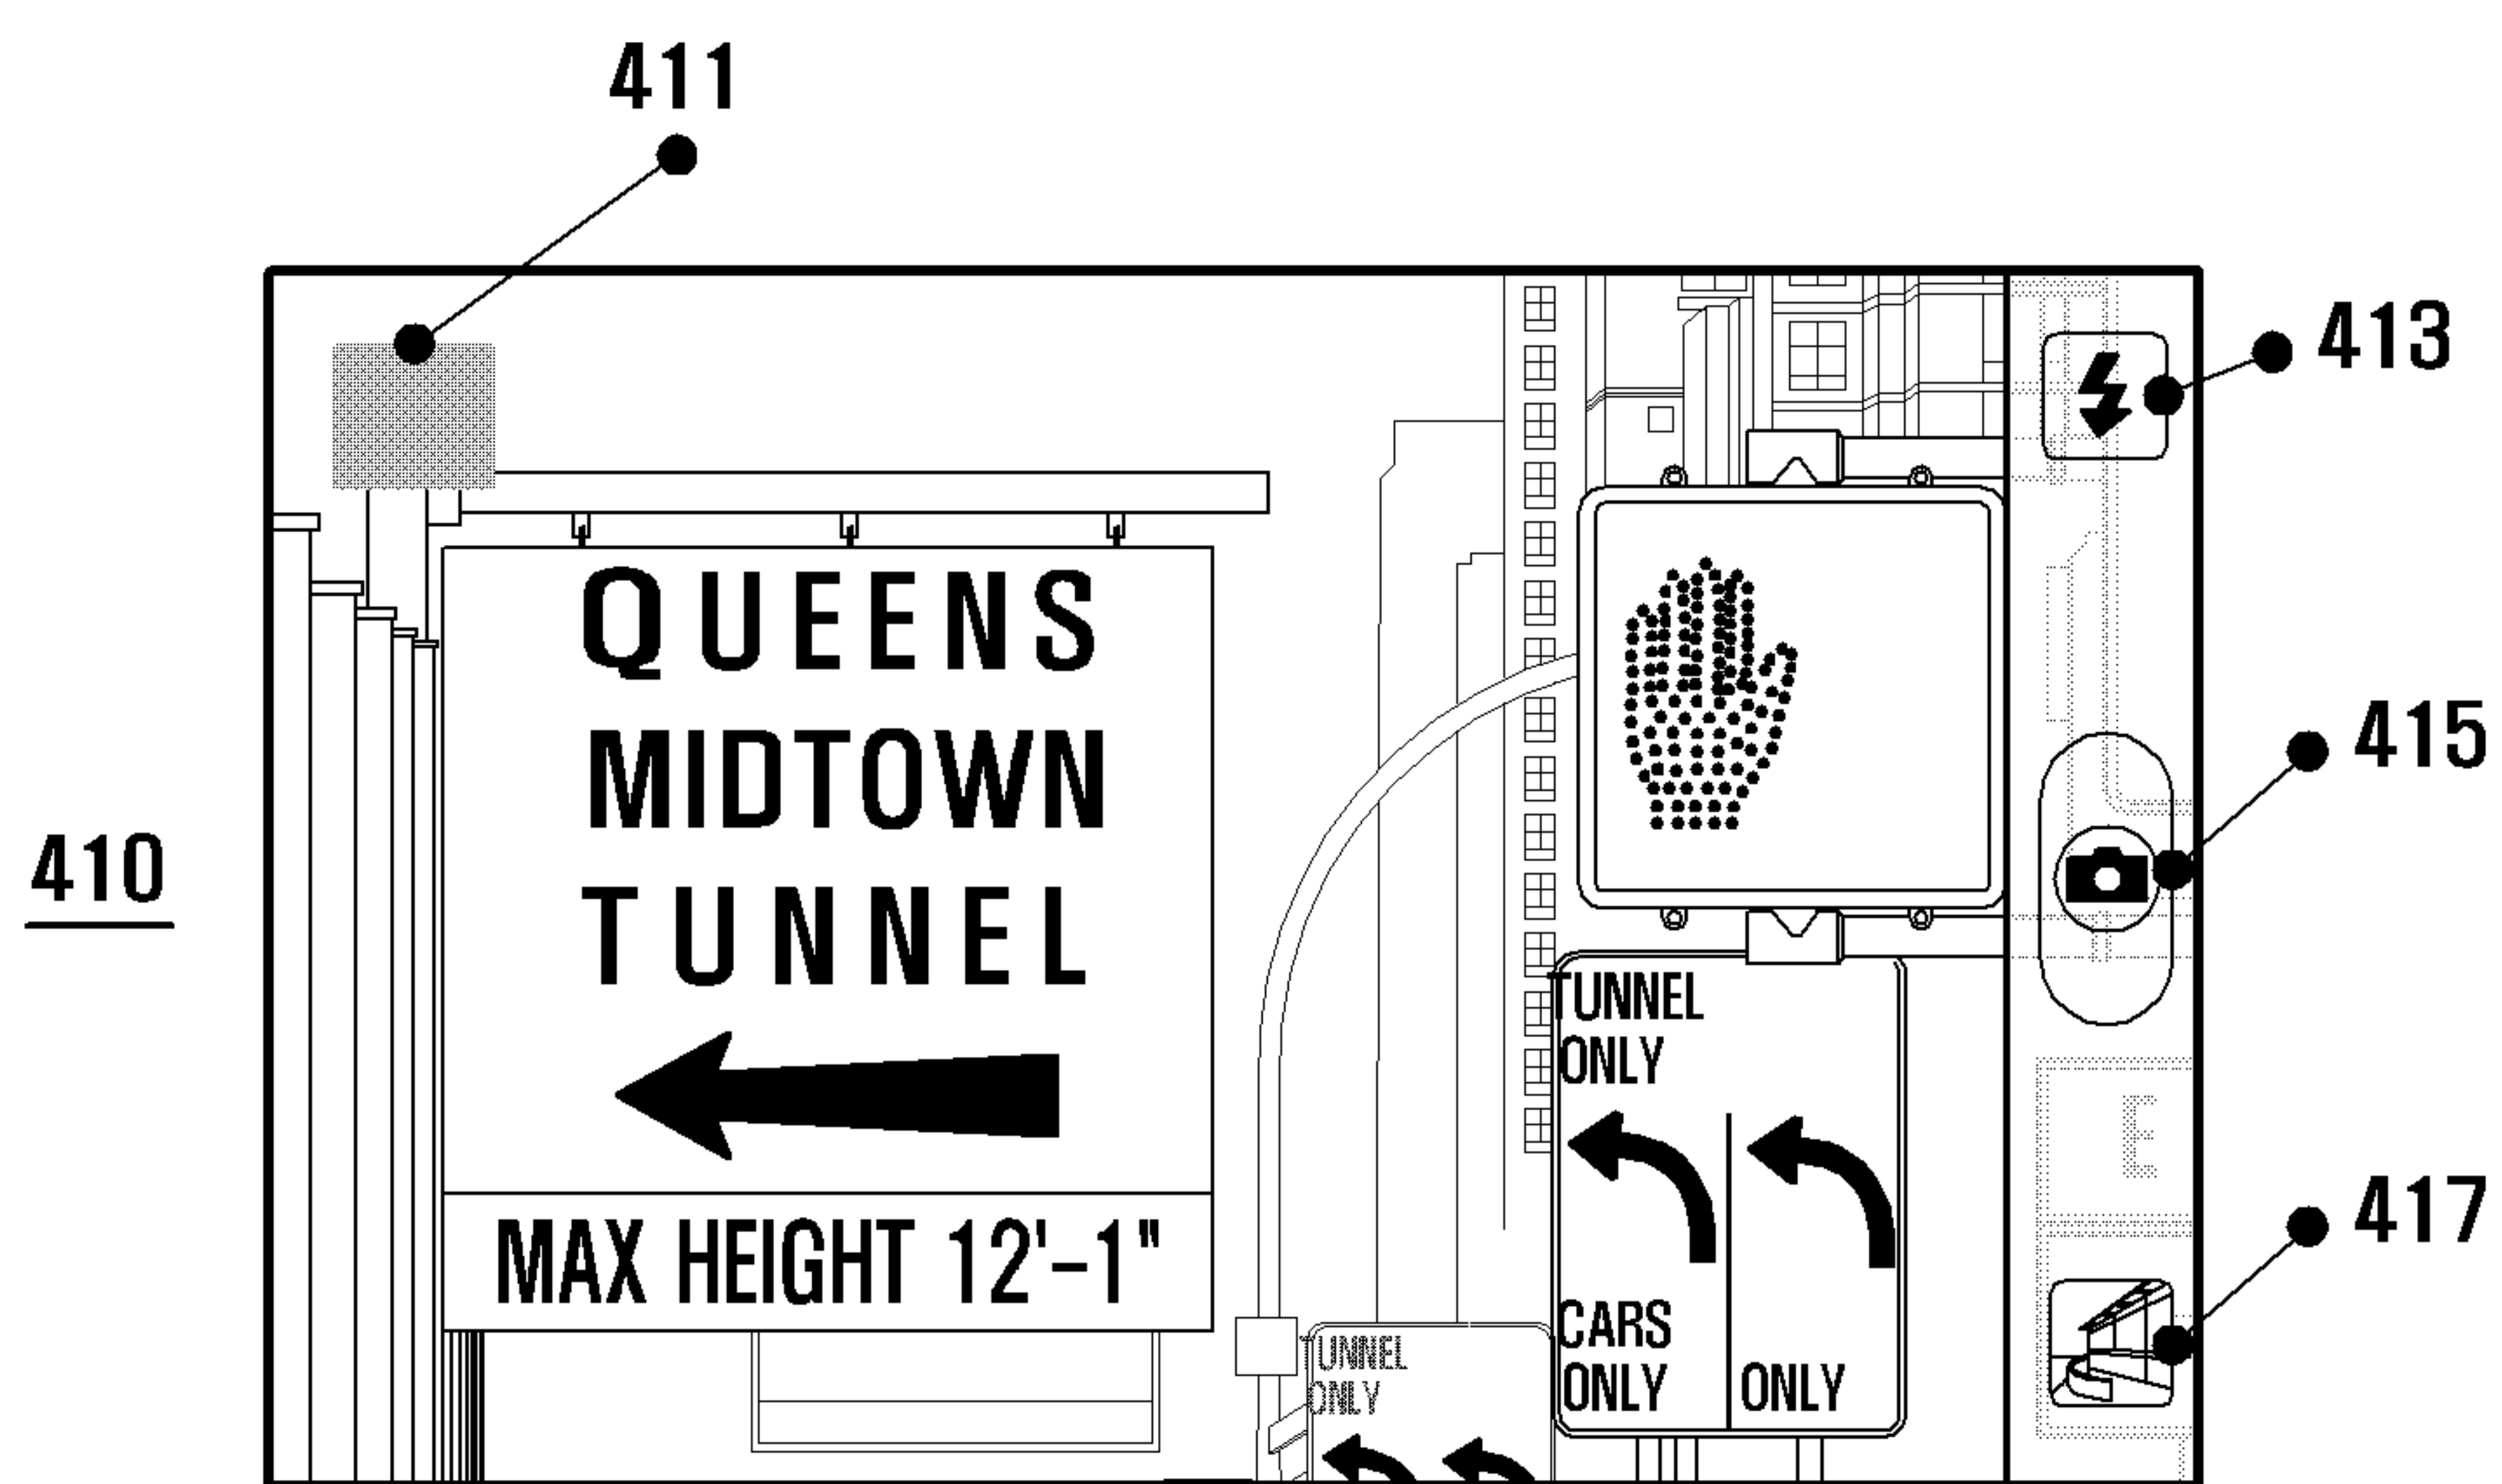 411
413
QUEENS
MIDTOWN
TUNNEL
415
410
TUNNEL
ONLY
E
417
MAX HEIGHT 12'-1"
CARS
ONLY
ONLY
TUNNEL
ONLY